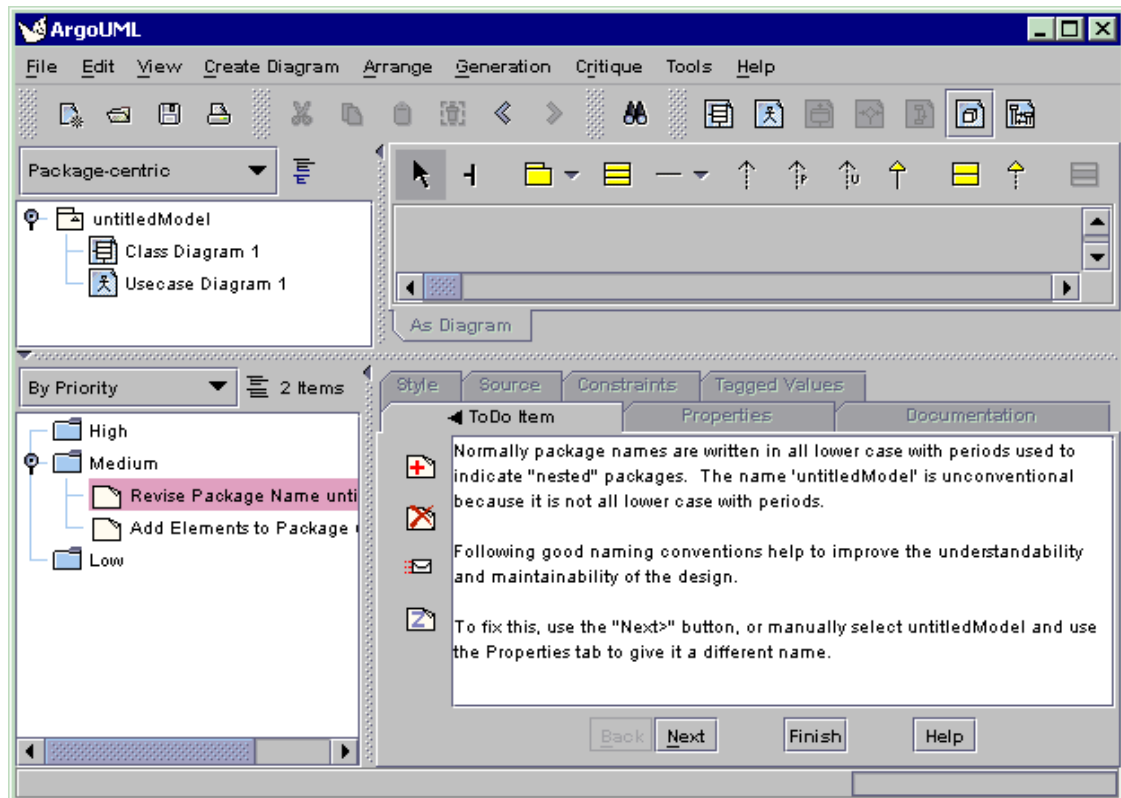 ArgoUML
File Edit View Create Diagram Arrange Generation Critique Tools Help
Package-centric
untitledModel
Class Diagram 1
Usecase Diagram 1
As Diagram
By Priority 2 Items
High
Medium
Revise Package Name unti
Add Elements to Package
Low
Style Source Constraints Tagged Values
ToDo Item Properties Documentation
Normally package names are written in all lower case with periods used to
indicate "nested" packages. The name 'untitledModel' is unconventional
because it is not all lower case with periods.
Following good naming conventions help to improve the understandability
and maintainability of the design.
To fix this, use the "Next>" button, or manually select untitledModel and use
the Properties tab to give it a different name.
Back Next Finish Help